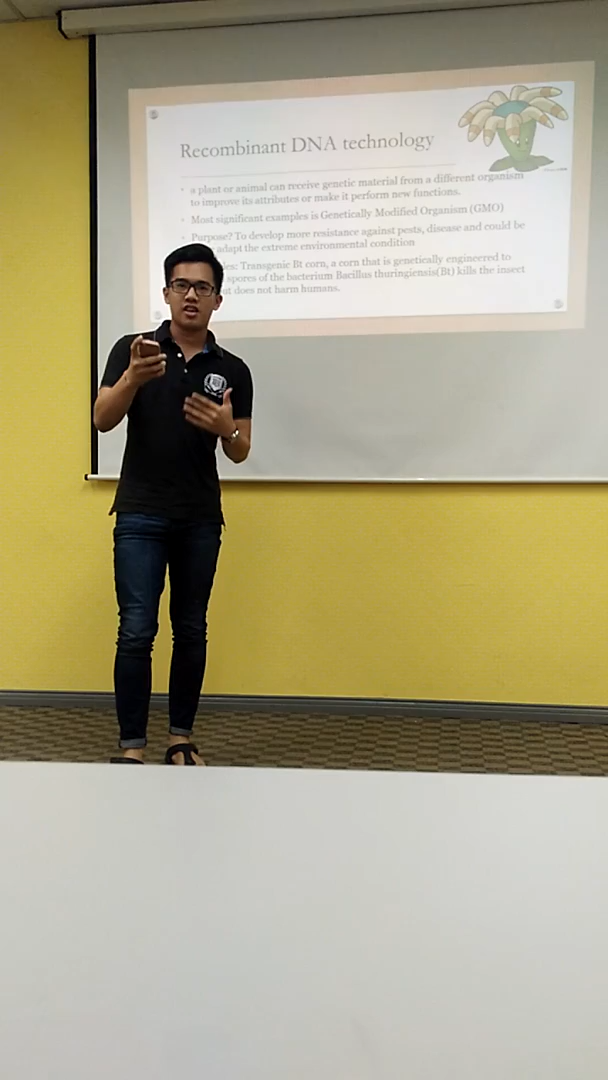 Recombinant DNA technology
a plant or animal can receive genetic material from a different organism
to improve its attributes or make it perform new functions.
Most significant examples is Genetically Modified Organism (GMO)
Purpose? To develop more resistance against pests, disease and could be
adapt the extreme environmental condition
Transgenic Bt corn, a corn that is genetically engineered to
spores of the bacterium Bacillus thuringiensis(Bt) kills the insect
does not harm humans.